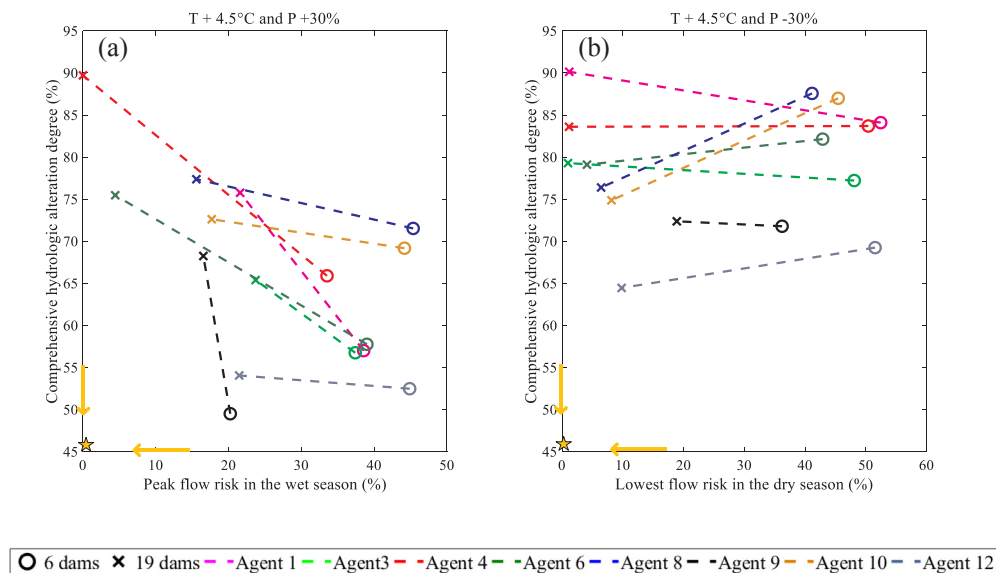 T + 4.5°C and P +30%
(a)
Comprehensive hydrologic alteration degree (%)
95
90
85
80
75
70
65
60
55
50
45
0 10 20 30 40 50
Peak flow risk in the wet season (%)
T + 4.5°C and P -30%
(b)
Comprehensive hydrologic alteration degree (%)
95
90
85
80
75
70
65
60
55
50
45
0 10 20 30 40 50 60
Lowest flow risk in the dry season (%)
6 dams 19 dams Agent 1 Agent3 Agent 4 Agent 6 Agent 8 Agent 9 Agent 10 Agent 12